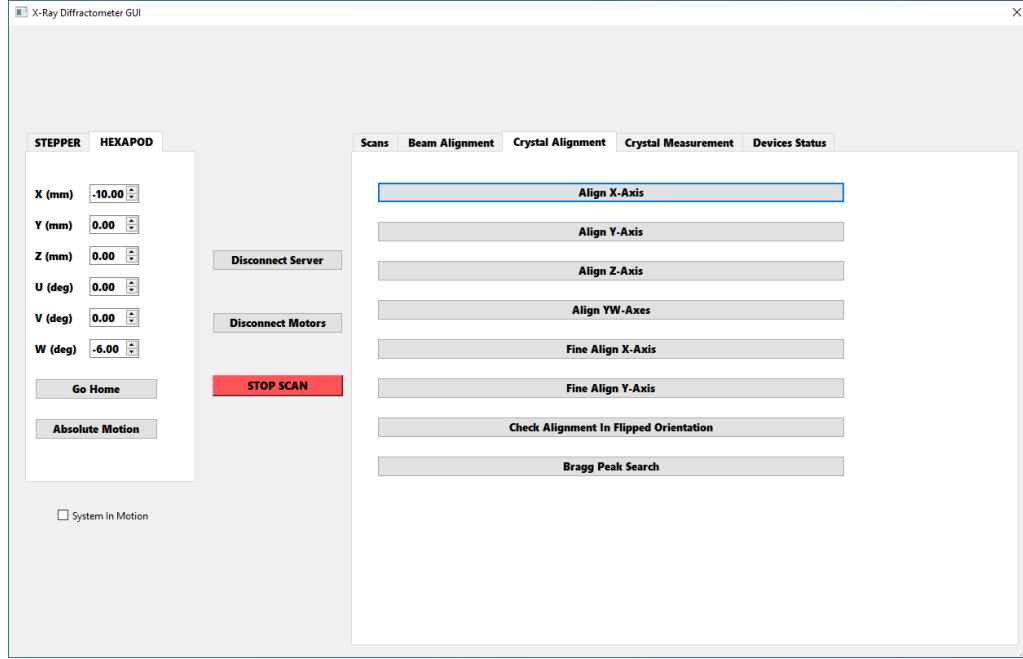 X-Ray Diffractometer GUI
STEPPER HEXAPOD
X (mm) -10.00
Y (mm) 0.00
Z (mm) 0.00
U (deg) 0.00
V (deg) 0.00
W (deg) -6.00
Go Home
Absolute Motion
System In Motion
Disconnect Server
Disconnect Motors
STOP SCAN
Scans Beam Alignment Crystal Alignment Crystal Measurement Devices Status
Align X-Axis
Align Y-Axis
Align Z-Axis
Align YW-Axes
Fine Align X-Axis
Fine Align Y-Axis
Check Alignment In Flipped Orientation
Bragg Peak Search